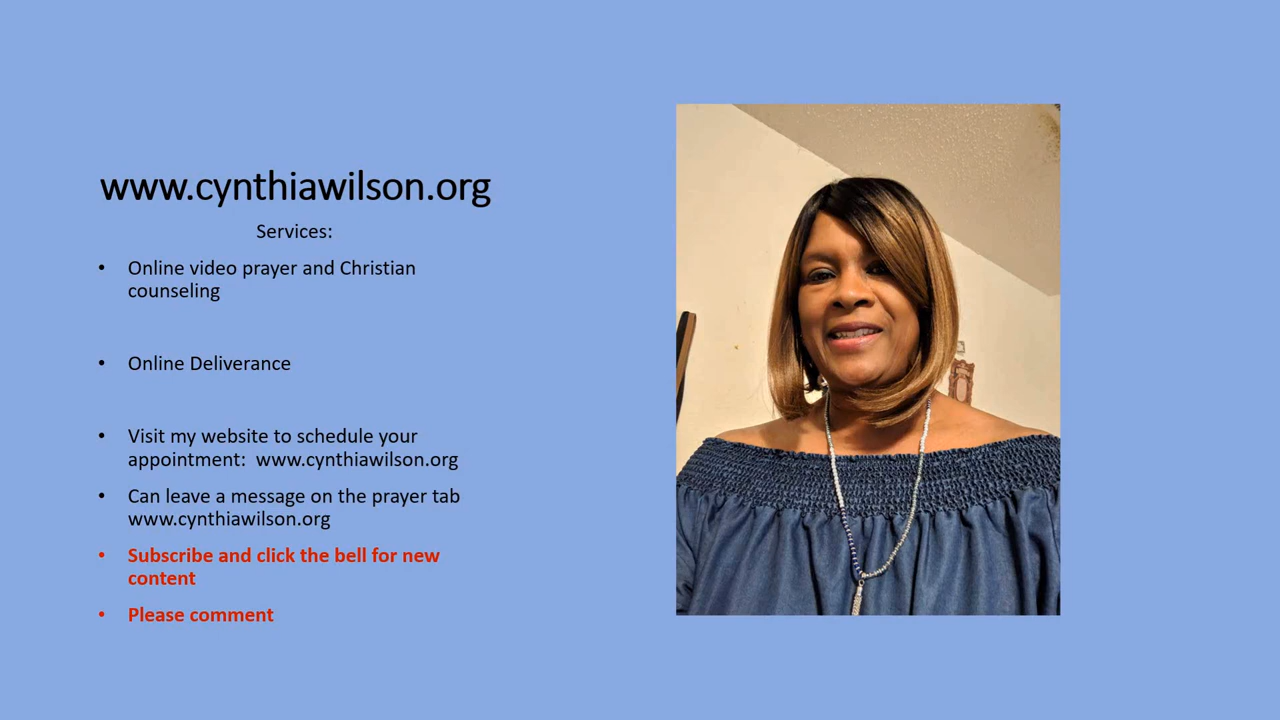 www.cynthiawilson.org
Services:
• Online video prayer and Christian
counseling
• Online Deliverance
• Visit my website to schedule your
appointment:  www.cynthiawilson.org
• Can leave a message on the prayer tab
www.cynthiawilson.org
• Subscribe and click the bell for new
content
• Please comment